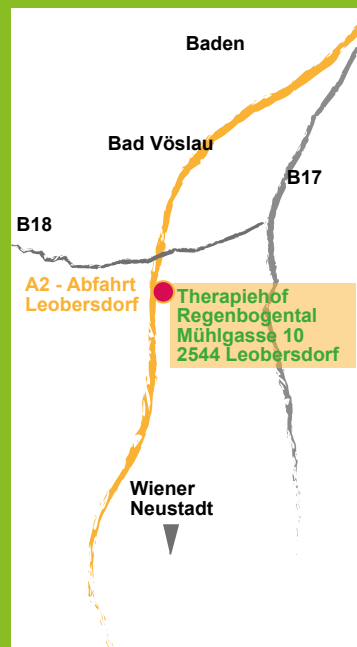 Baden
Bad Vöslau
B17
B18
A2 - Abfahrt
Leobersdorf
Therapiehof
Regenbogental
Mühlgasse 10
2544 Leobersdorf
Wiener
Neustadt